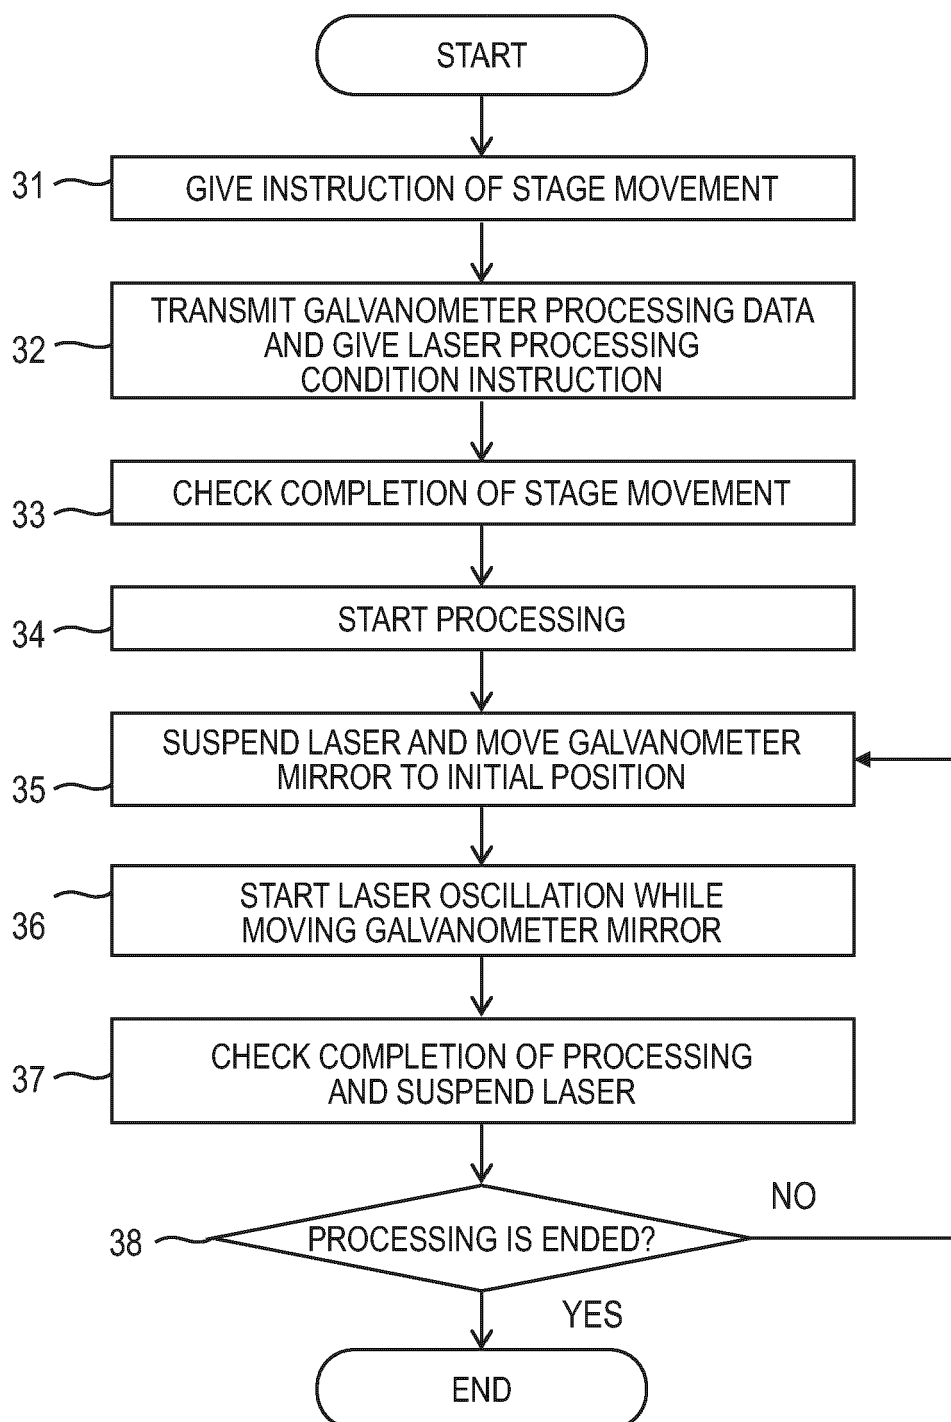 START
31
GIVE INSTRUCTION OF STAGE MOVEMENT
32
TRANSMIT GALVANOMETER PROCESSING DATA
AND GIVE LASER PROCESSING
CONDITION INSTRUCTION
33
CHECK COMPLETION OF STAGE MOVEMENT
34
START PROCESSING
35
SUSPEND LASER AND MOVE GALVANOMETER
MIRROR TO INITIAL POSITION
36
START LASER OSCILLATION WHILE
MOVING GALVANOMETER MIRROR
37
CHECK COMPLETION OF PROCESSING
AND SUSPEND LASER
38
PROCESSING IS ENDED?
NO
YES
END